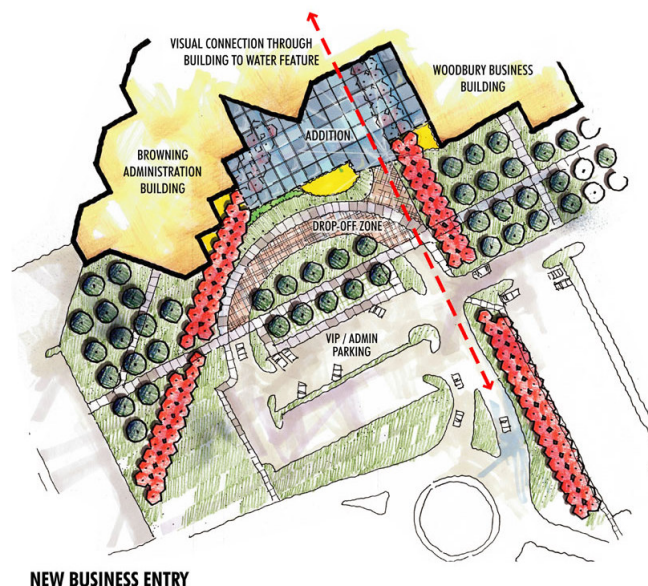 VISUAL CONNECTION THROUGH
BUILDING TO WATER FEATURE
WOODBURY BUSINESS
BUILDING
ADDITION
BROWNING
ADMINISTRATION
BUILDING
DROP-OFF ZONE
VIP / ADMIN
PARKING
NEW BUSINESS ENTRY